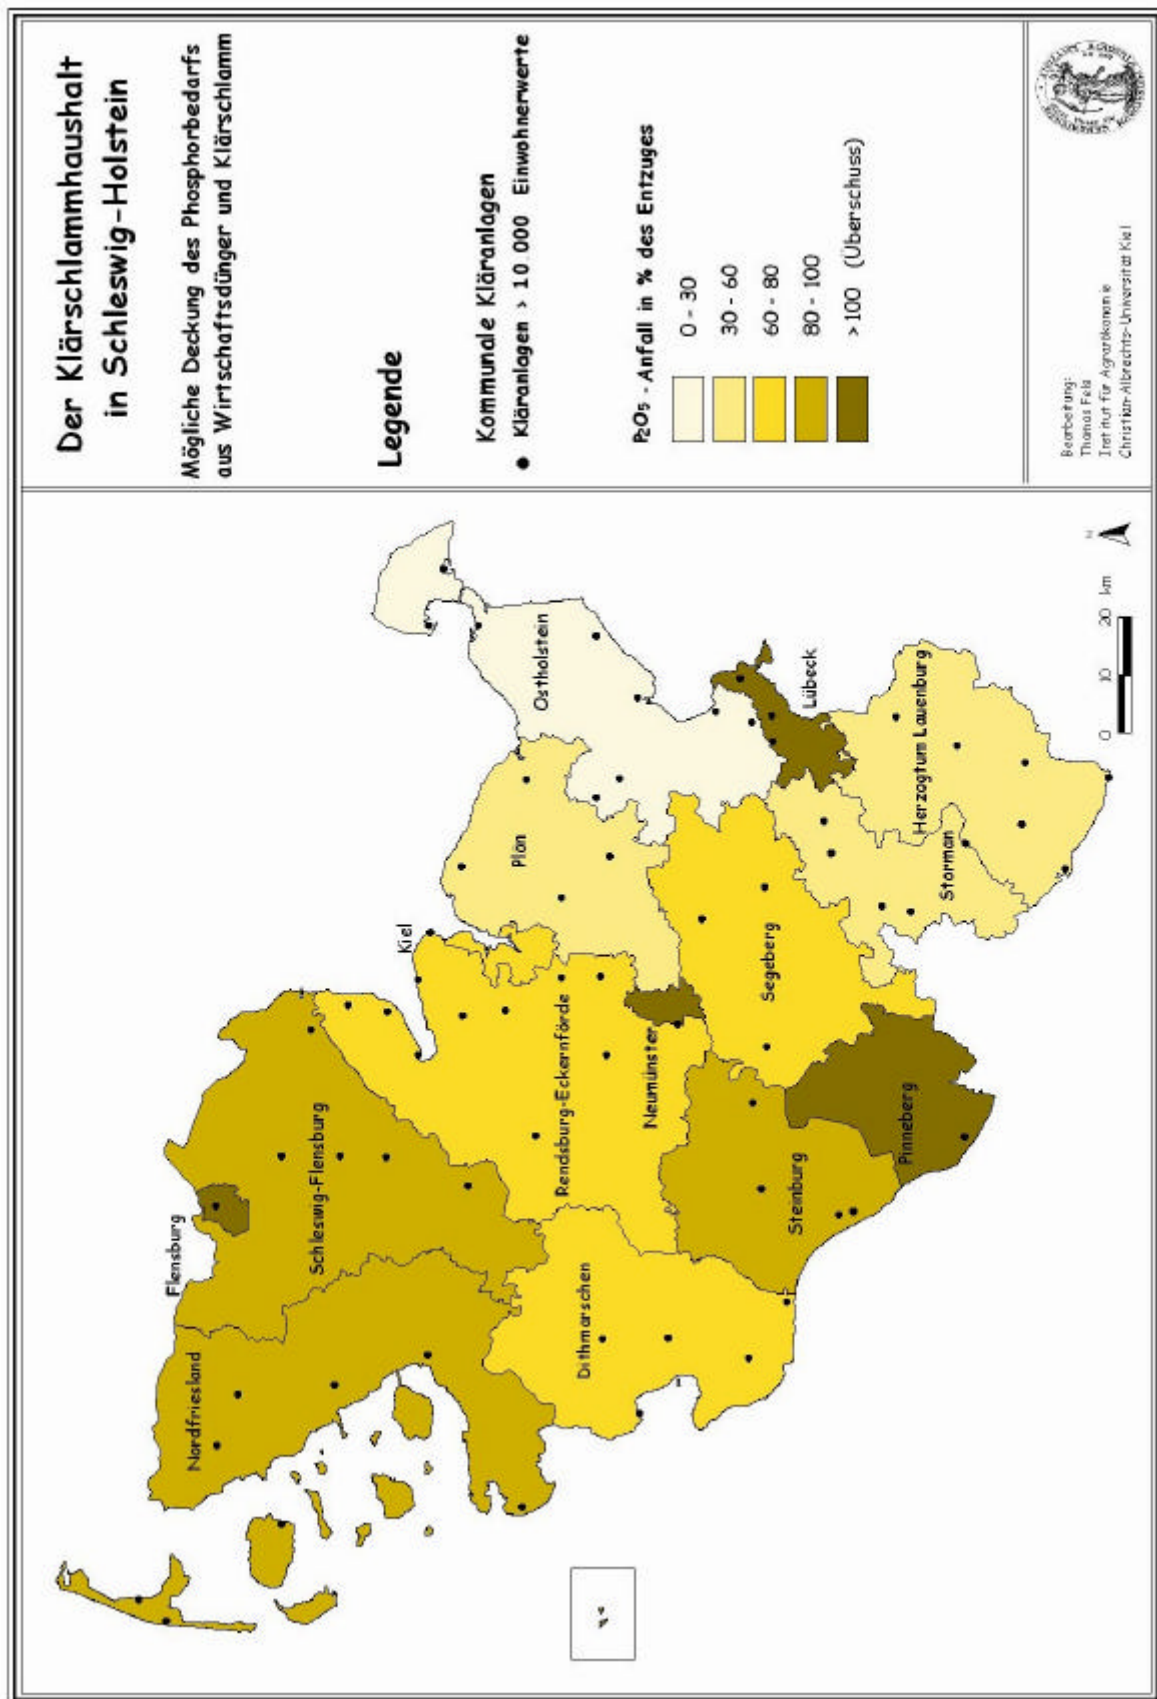 Der Klärschlammhaushalt
in Schleswig-Holstein
Mögliche Deckung des Phosphorbedarfs
aus Wirtschaftsdünger und Klärschlamm
Legende
Kommunale Kläranlagen
Kläranlagen > 10 000 Einwohnerwerte
P2O5 - Anfall in % des Entzuges
0 - 30
30 - 60
60 - 80
80 - 100
>100 (Überschuss)
Bearbeitung:
Thomas Fels
Institut für Agrarökonomie
Christian-Albrechts-Universität Kiel
Flensburg
Nordfriesland
Schleswig-Flensburg
Kiel
Plön
Ostholstein
Rendsburg-Eckernförde
Dithmarschen
Neumünster
Segeberg
Steinburg
Pinneberg
Lübeck
Storman
Herzogtum Lauenburg
N
0 10 20 km